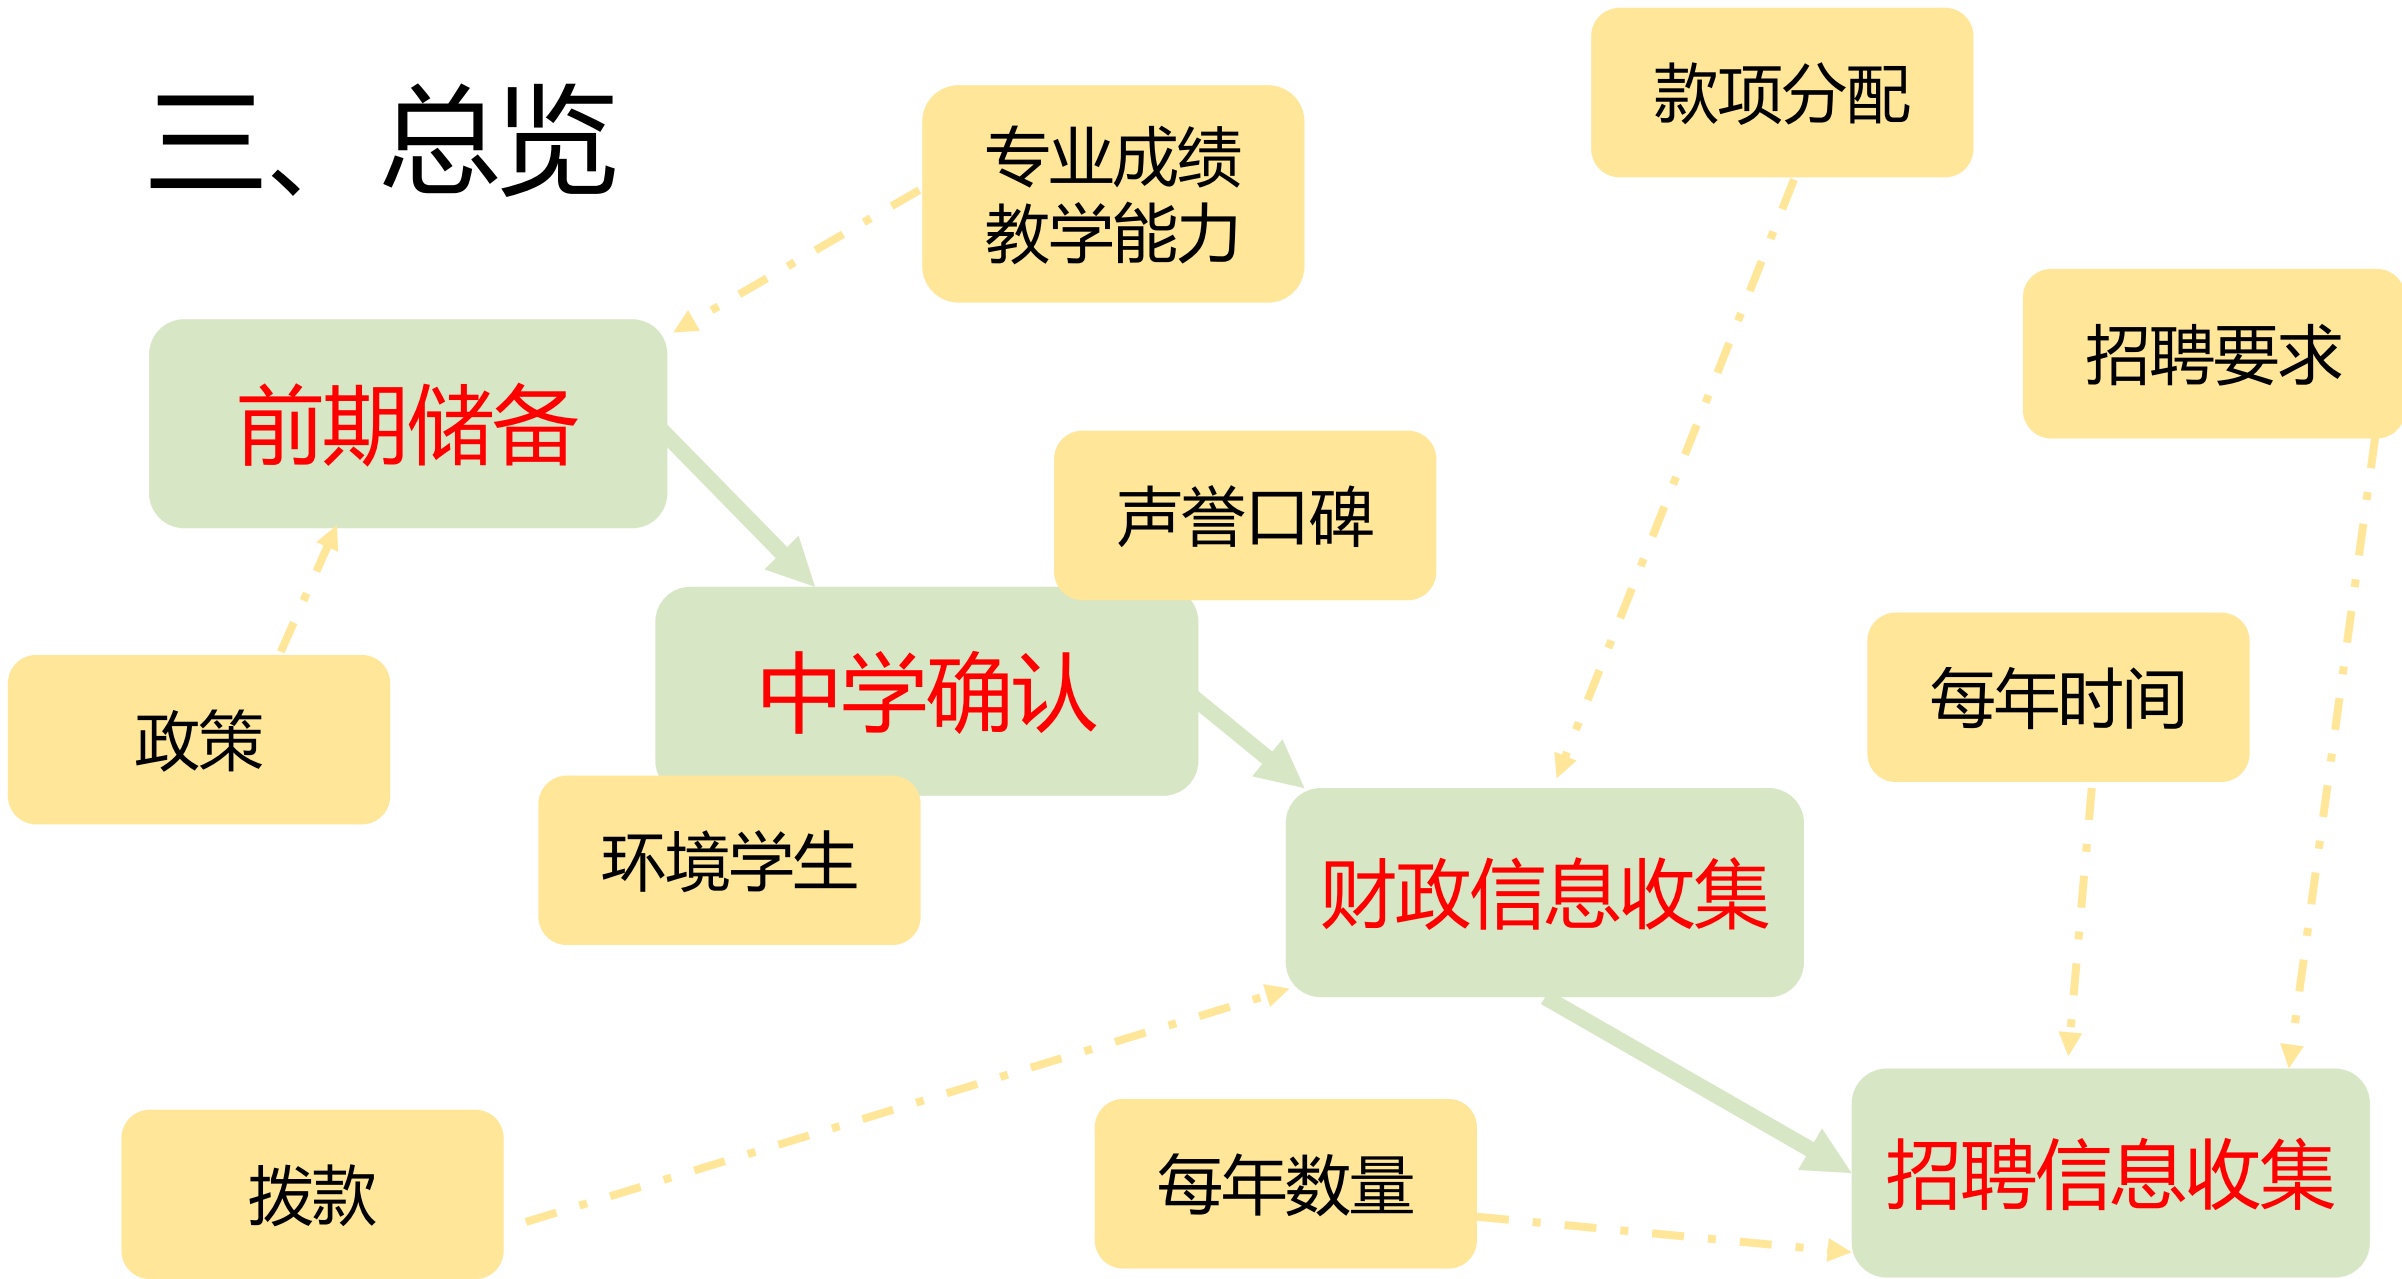 三、总览
款项分配
专业成绩
教学能力
招聘要求
前期储备
声誉口碑
中学确认
每年时间
政策
环境学生
财政信息收集
拨款
每年数量
招聘信息收集